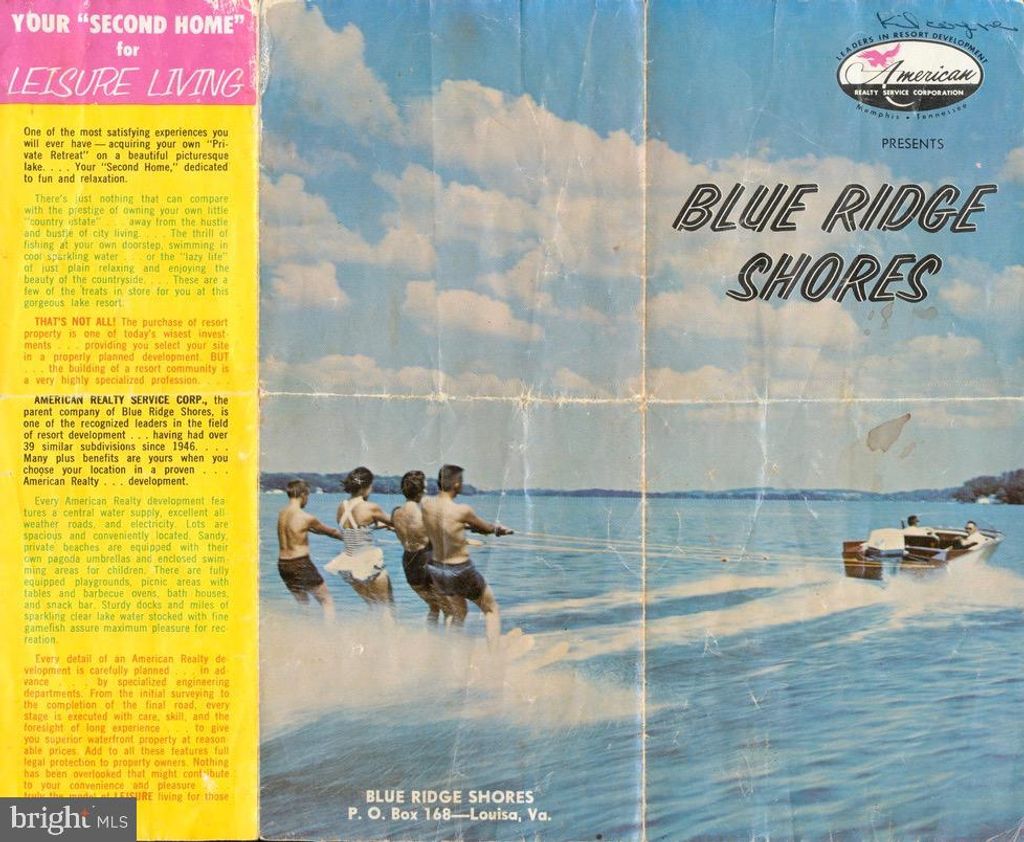 YOUR "SECOND HOME"
for
LEISURE LIVING
One of the most satisfying experiences you
will ever have — acquiring your own "Pri-
vate Retreat" on a beautiful picturesque
lake. . . . Your "Second Home," dedicated
to fun and relaxation.
There's just nothing that can compare
with the prestige of owning your own little
"country estate" . . . away from the hustle
and bustle of city living. . . . The thrill of
fishing at your own doorstep, swimming in
cool sparkling water . . . or the "lazy life"
of just plain relaxing and enjoying the
beauty of the countryside. . . . These are a
few of the treats in store for you at this
gorgeous lake resort.
THAT'S NOT ALL! The purchase of resort
property is one of today's wisest invest-
ments . . . providing you select your site
in a properly planned development. BUT
. . . the building of a resort community is
a very highly specialized profession. . . .
AMERICAN REALTY SERVICE CORP., the
parent company of Blue Ridge Shores, is
one of the recognized leaders in the field
of resort development . . . having had over
39 similar subdivisions since 1946. . . .
Many plus benefits are yours when you
choose your location in a proven . . .
American Realty . . . development.
Every American Realty development fea-
tures a central water supply, excellent all-
weather roads, and electricity. Lots are
spacious and conveniently located. Sandy,
private beaches are equipped with their
own pagoda umbrellas and enclosed swim-
ming areas for children. There are fully
equipped playgrounds, picnic areas with
tables and barbecue ovens, bath houses,
and snack bar. Sturdy docks and miles of
sparkling clear lake water stocked with fine
gamefish assure maximum pleasure for rec-
reation.
Every detail of an American Realty de-
velopment is carefully planned . . . in ad-
vance . . . by specialized engineering
departments. From the initial surveying to
the completion of the final road, every
stage is executed with care, skill, and the
foresight of long experience . . . to give
you superior waterfront property at reason-
able prices. Add to all these features full
legal protection to property owners. Nothing
has been overlooked that might contribute
to your convenience and pleasure
truly the model of LEISURE living for those
bright MLS
Kilcoyne
LEADERS IN RESORT DEVELOPMENT
American
REALTY SERVICE CORPORATION
Memphis • Tennessee
PRESENTS
BLUE RIDGE
SHORES
BLUE RIDGE SHORES
P. O. Box 168—Louisa, Va.